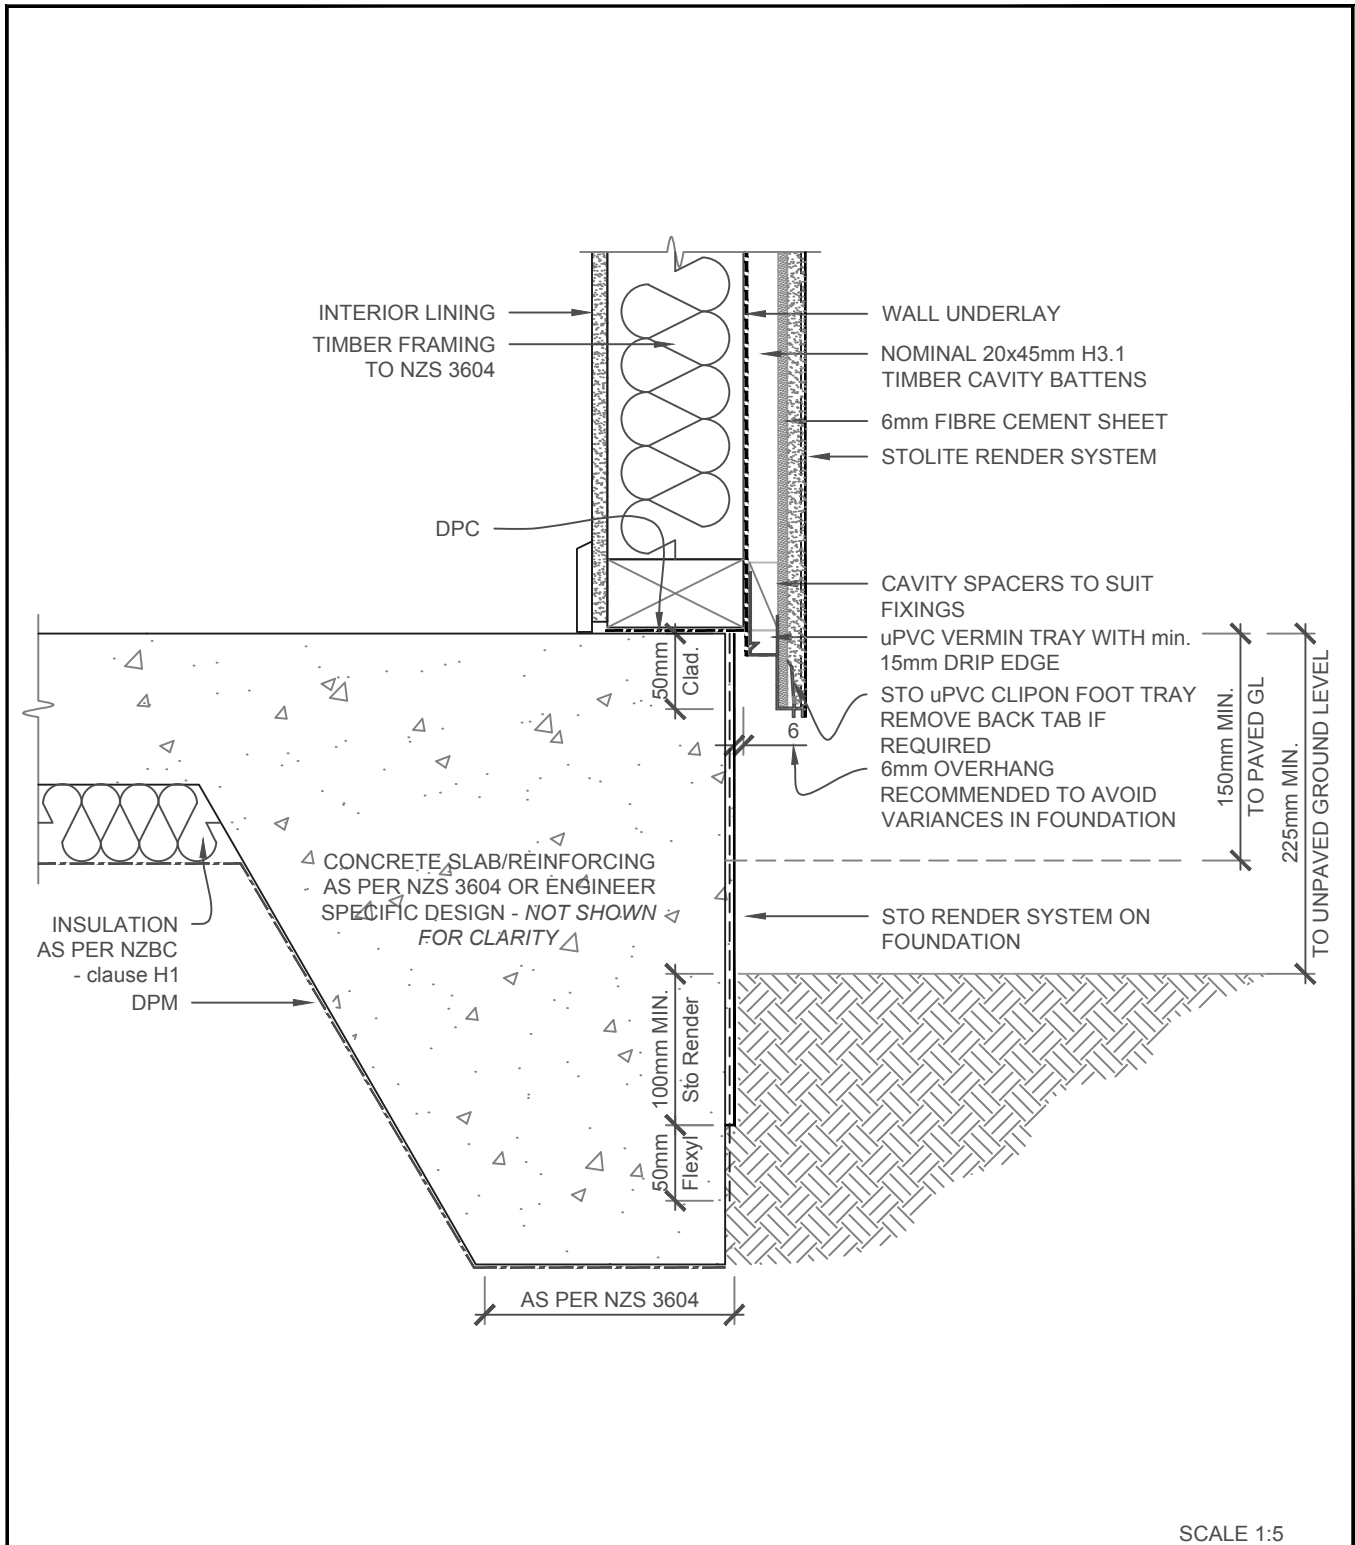 INTERIOR LINING
TIMBER FRAMING
TO NZS 3604
DPC
WALL UNDERLAY
NOMINAL 20x45mm H3.1
TIMBER CAVITY BATTENS
6mm FIBRE CEMENT SHEET
STOLITE RENDER SYSTEM
CAVITY SPACERS TO SUIT
FIXINGS
uPVC VERMIN TRAY WITH min.
15mm DRIP EDGE
STO uPVC CLIPON FOOT TRAY
REMOVE BACK TAB IF
REQUIRED
6mm OVERHANG
RECOMMENDED TO AVOID
VARIANCES IN FOUNDATION
50mm
Clad.
6
150mm MIN.
TO PAVED GL
225mm MIN.
TO UNPAVED GROUND LEVEL
CONCRETE SLAB/REINFORCING
AS PER NZS 3604 OR ENGINEER
SPECIFIC DESIGN - NOT SHOWN
FOR CLARITY
INSULATION
AS PER NZBC
- clause H1
DPM
STO RENDER SYSTEM ON
FOUNDATION
100mm MIN.
Sto Render
50mm
Flexyl
AS PER NZS 3604
SCALE 1:5